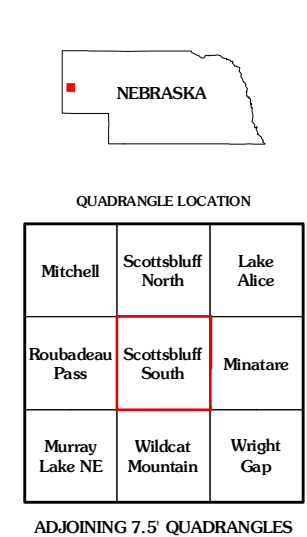 NEBRASKA
QUADRANGLE LOCATION
Mitchell
Scottsbluff
North
Lake
Alice
Roubadeau
Pass
Scottsbluff
South
Minatare
Murray
Lake NE
Wildcat
Mountain
Wright
Gap
ADJOINING 7.5' QUADRANGLES